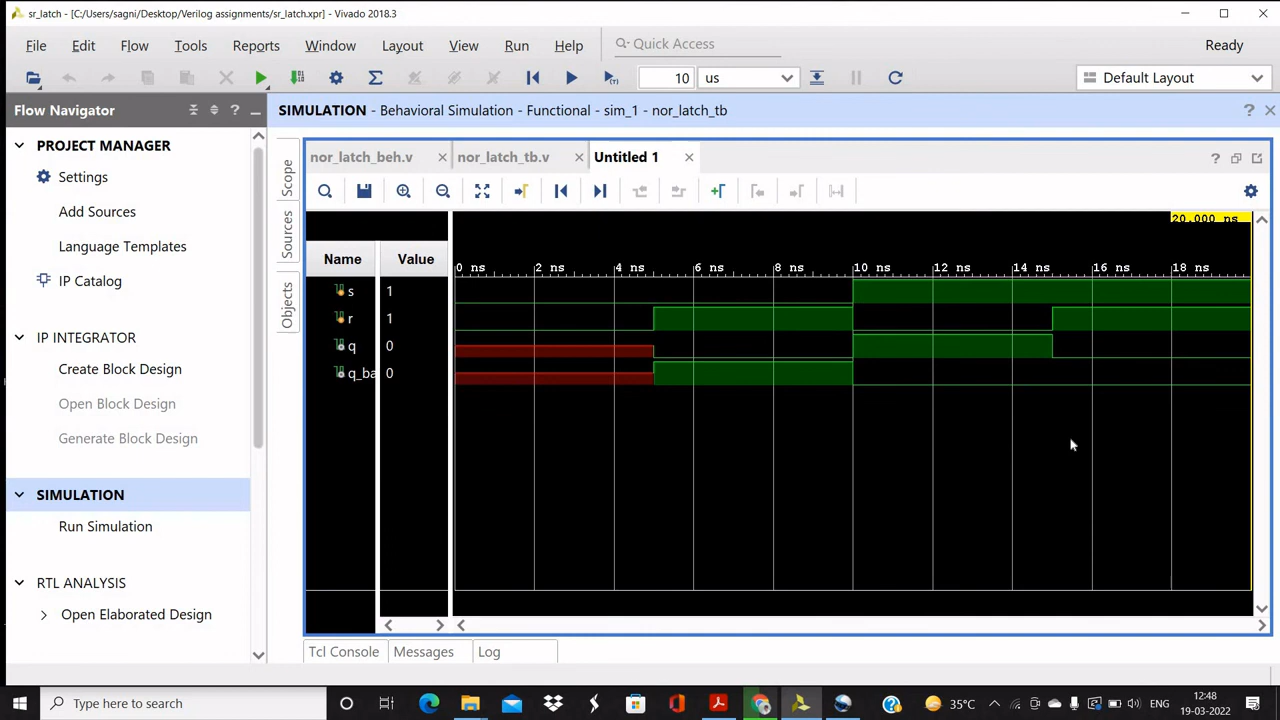 sr_latch - [C:/Users/sagni/Desktop/Verilog assignments/sr_latch.xpr] - Vivado 2018.3
File Edit Flow Tools Reports Window Layout View Run Help Quick Access Ready
10 us Default Layout
Flow Navigator
SIMULATION - Behavioral Simulation - Functional - sim_1 - nor_latch_tb
PROJECT MANAGER
Settings
Add Sources
Language Templates
IP Catalog
IP INTEGRATOR
Create Block Design
Open Block Design
Generate Block Design
SIMULATION
Run Simulation
RTL ANALYSIS
Open Elaborated Design
Scope
Sources
Objects
nor_latch_beh.v nor_latch_tb.v Untitled 1
20.000 ns
Name Value
0 ns 2 ns 4 ns 6 ns 8 ns 10 ns 12 ns 14 ns 16 ns 18 ns
s 1
r 1
q 0
q_ba 0
Tcl Console Messages Log
Type here to search
35°C ENG
12:48
19-03-2022